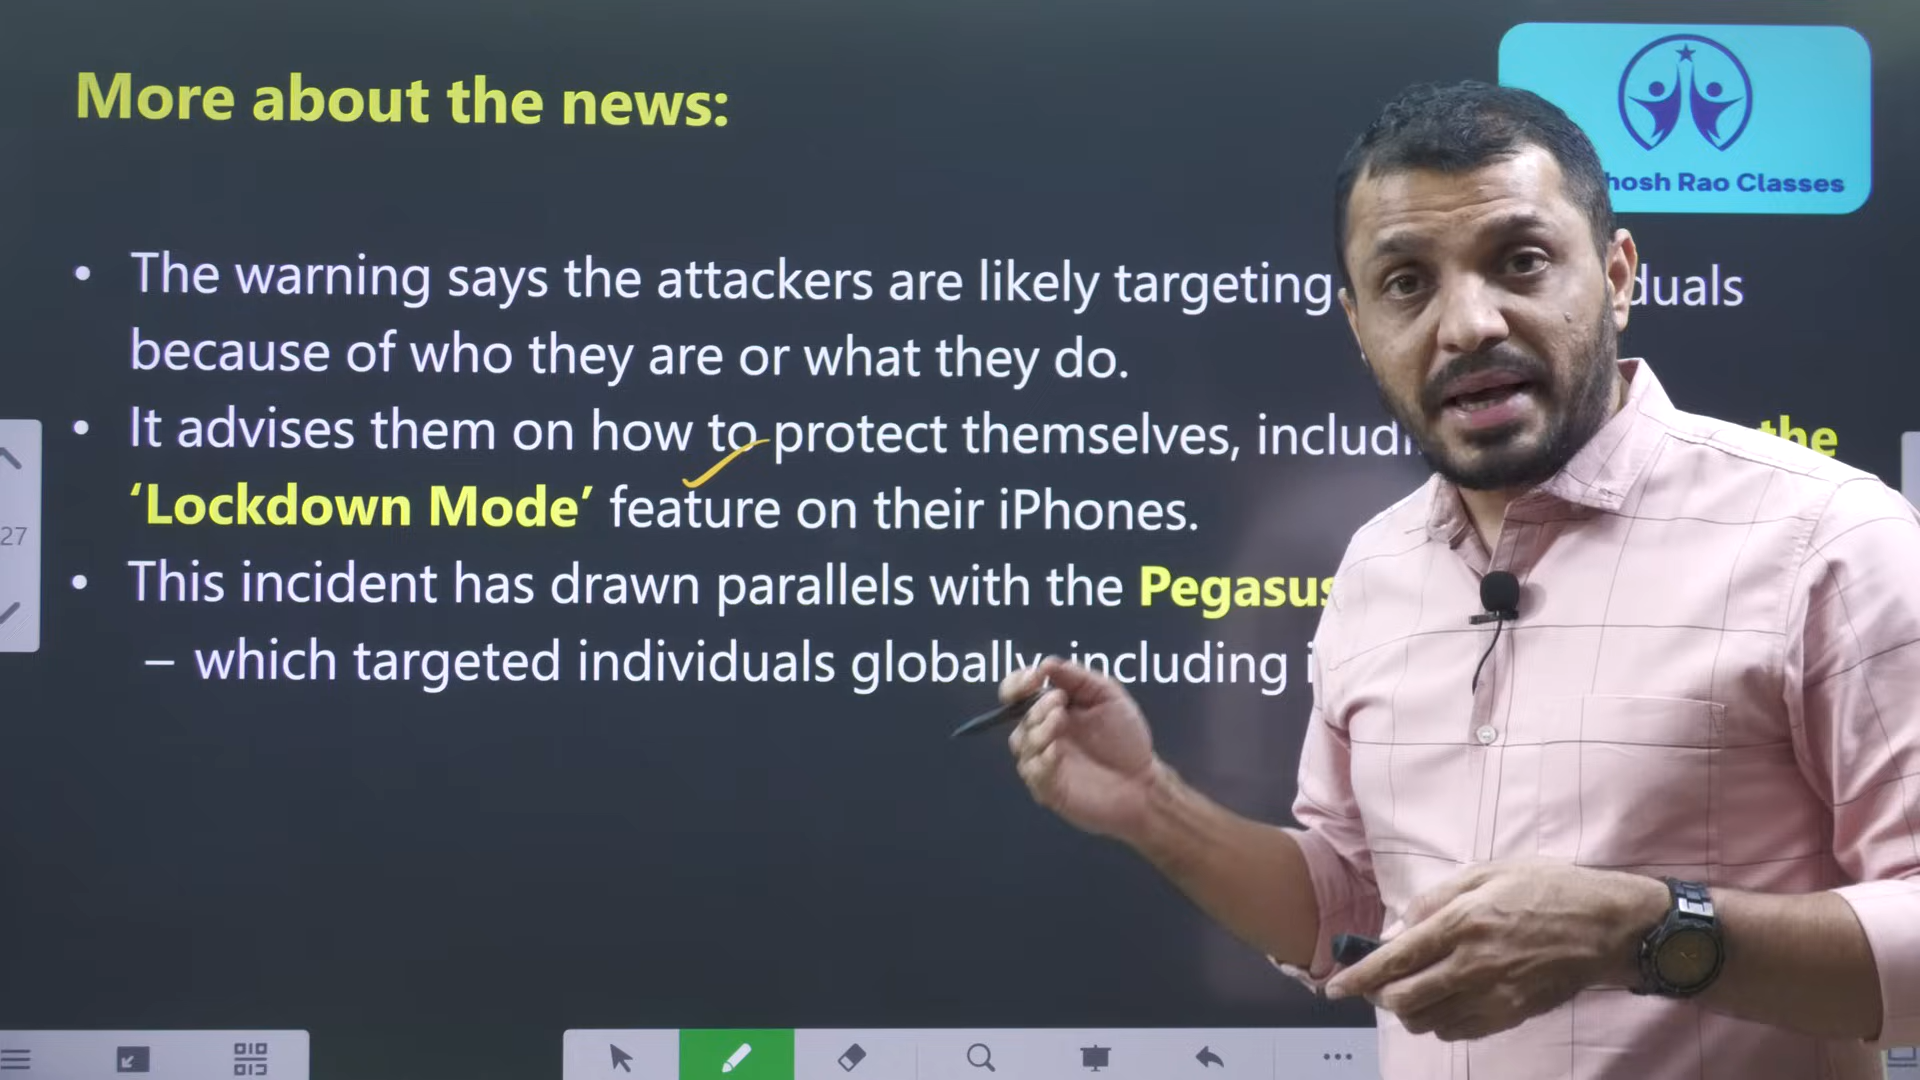 More about the news:
hosh Rao Classes
• The warning says the attackers are likely targeting duals
because of who they are or what they do.
• It advises them on how to protect themselves, includi the
‘Lockdown Mode’ feature on their iPhones.
27
• This incident has drawn parallels with the Pegasus
– which targeted individuals globally, including i